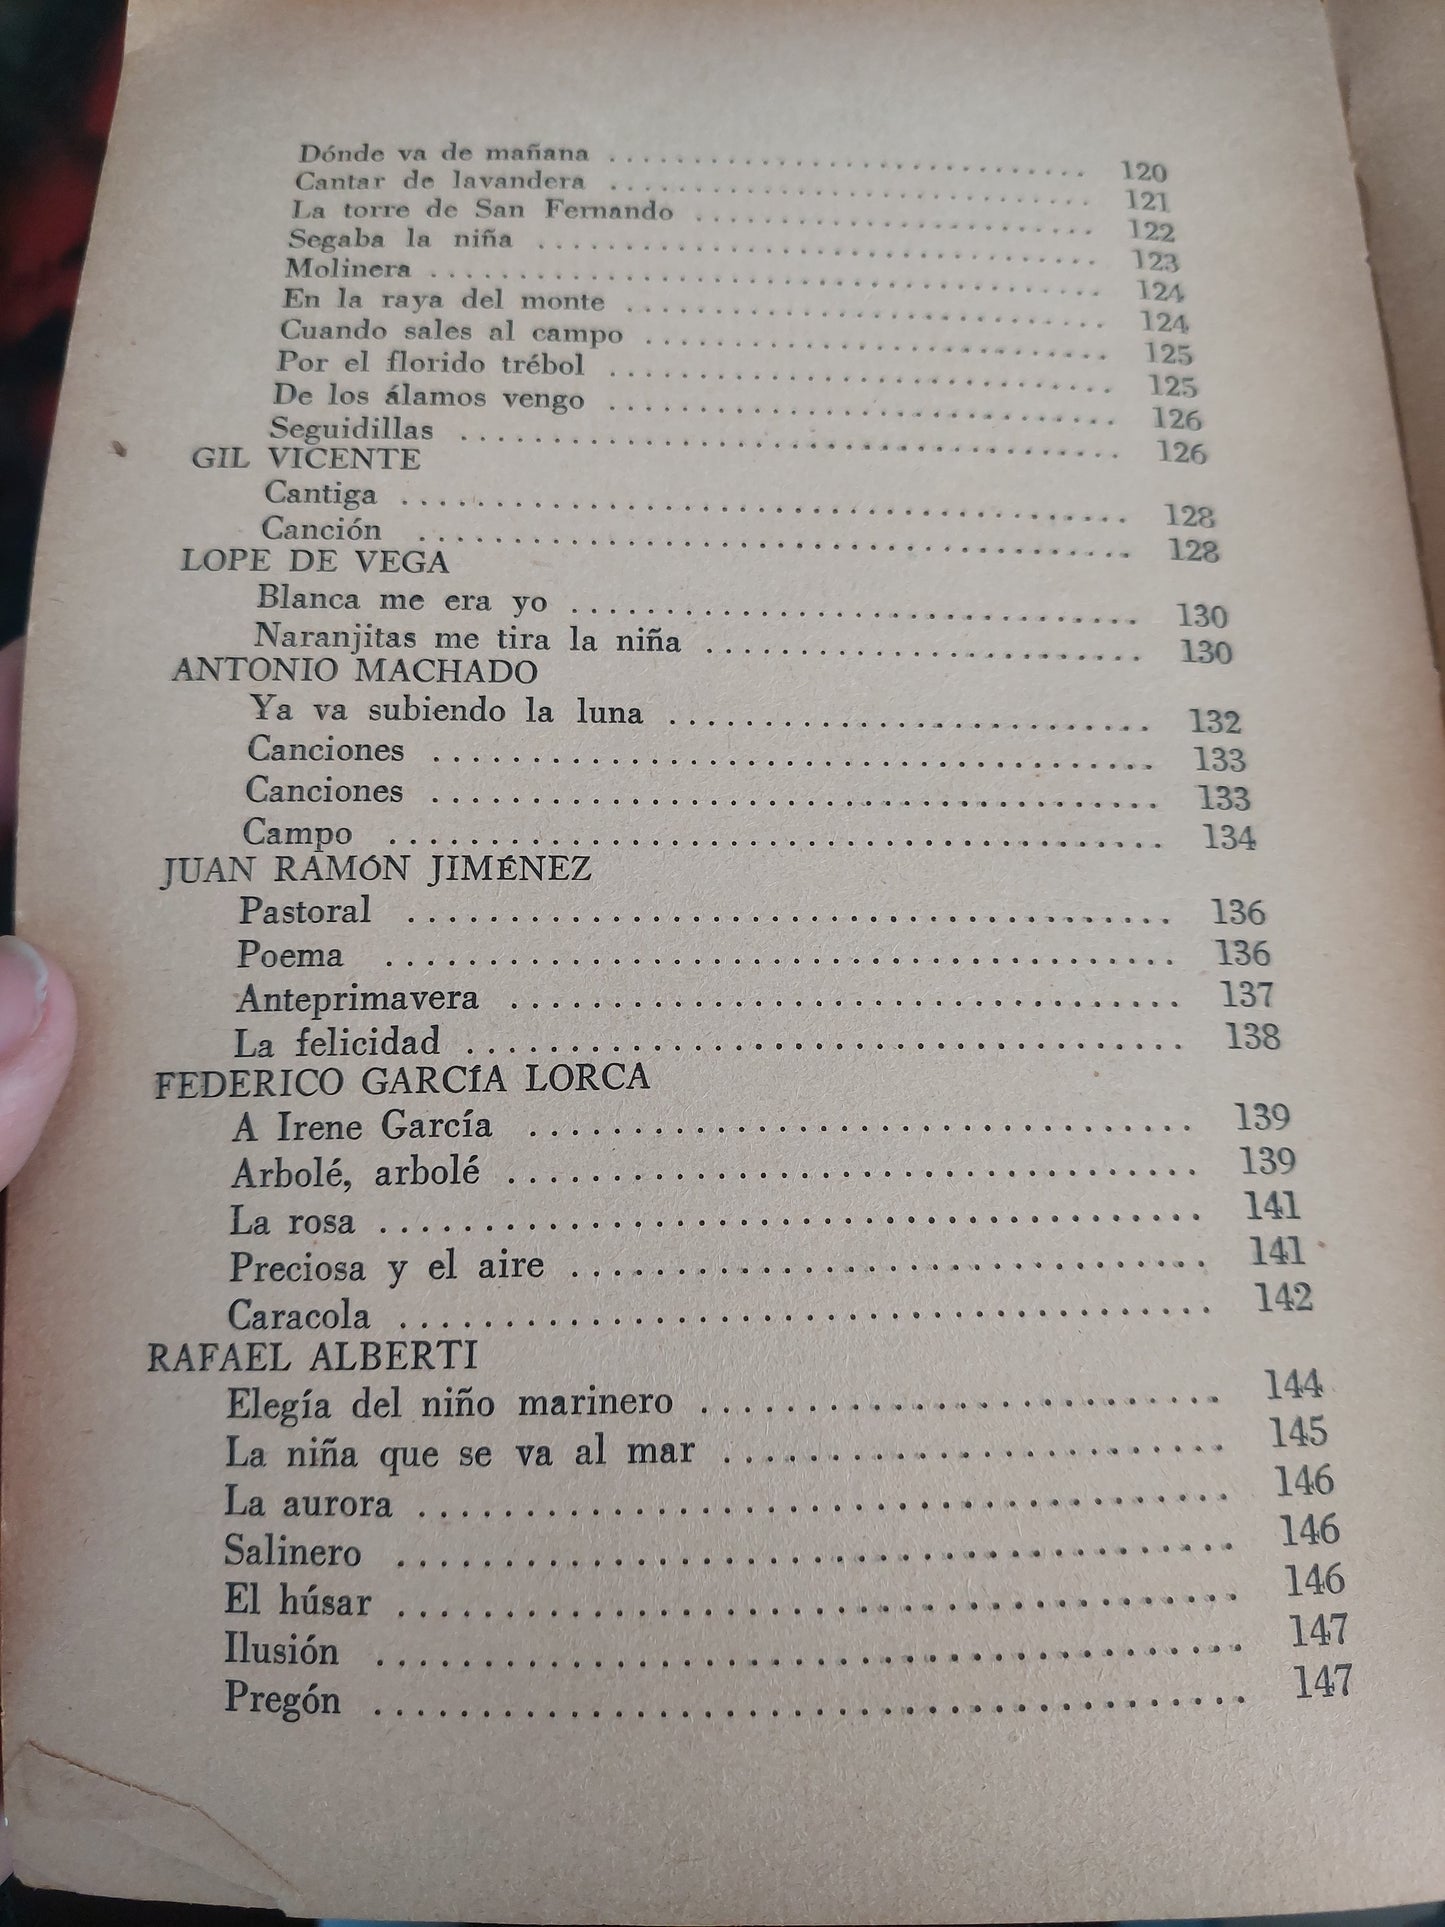 Dónde va de mañana .............................. 120
Cantar de lavandera .............................. 121
La torre de San Fernando ......................... 122
Segaba la niña .................................. 123
Molinera ........................................ 124
En la raya del monte ............................ 124
Cuando sales al campo ........................... 125
Por el florido trébol ........................... 125
De los álamos vengo ............................. 126
Seguidillas ..................................... 126
GIL VICENTE
Cantiga ......................................... 128
Canción ......................................... 128
LOPE DE VEGA
Blanca me era yo ................................ 130
Naranjitas me tira la niña ...................... 130
ANTONIO MACHADO
Ya va subiendo la luna .......................... 132
Canciones ....................................... 133
Canciones ....................................... 133
Campo ........................................... 134
JUAN RAMÓN JIMÉNEZ
Pastoral ........................................ 136
Poema ........................................... 136
Anteprimavera ................................... 137
La felicidad .................................... 138
FEDERICO GARCÍA LORCA
A Irene García .................................. 139
Arbolé, arbolé .................................. 139
La rosa ......................................... 141
Preciosa y el aire .............................. 141
Caracola ........................................ 142
RAFAEL ALBERTI
Elegía del niño marinero ........................ 144
La niña que se va al mar ........................ 145
La aurora ....................................... 146
Salinero ........................................ 146
El húsar ........................................ 146
Ilusión ......................................... 147
Pregón .......................................... 147